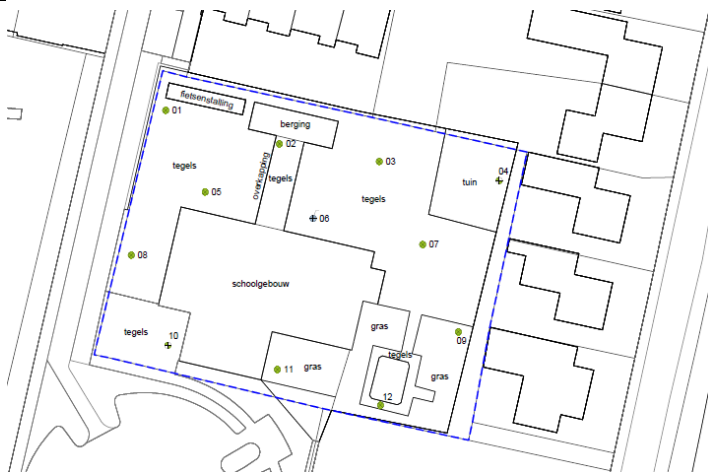 fietsenstalling
01
berging
02
03
04
tegels
overkapping
tegels
tuin
05
tegels
06
07
08
schoolgebouw
gras
tegels
10
09
tegels
11
gras
gras
12